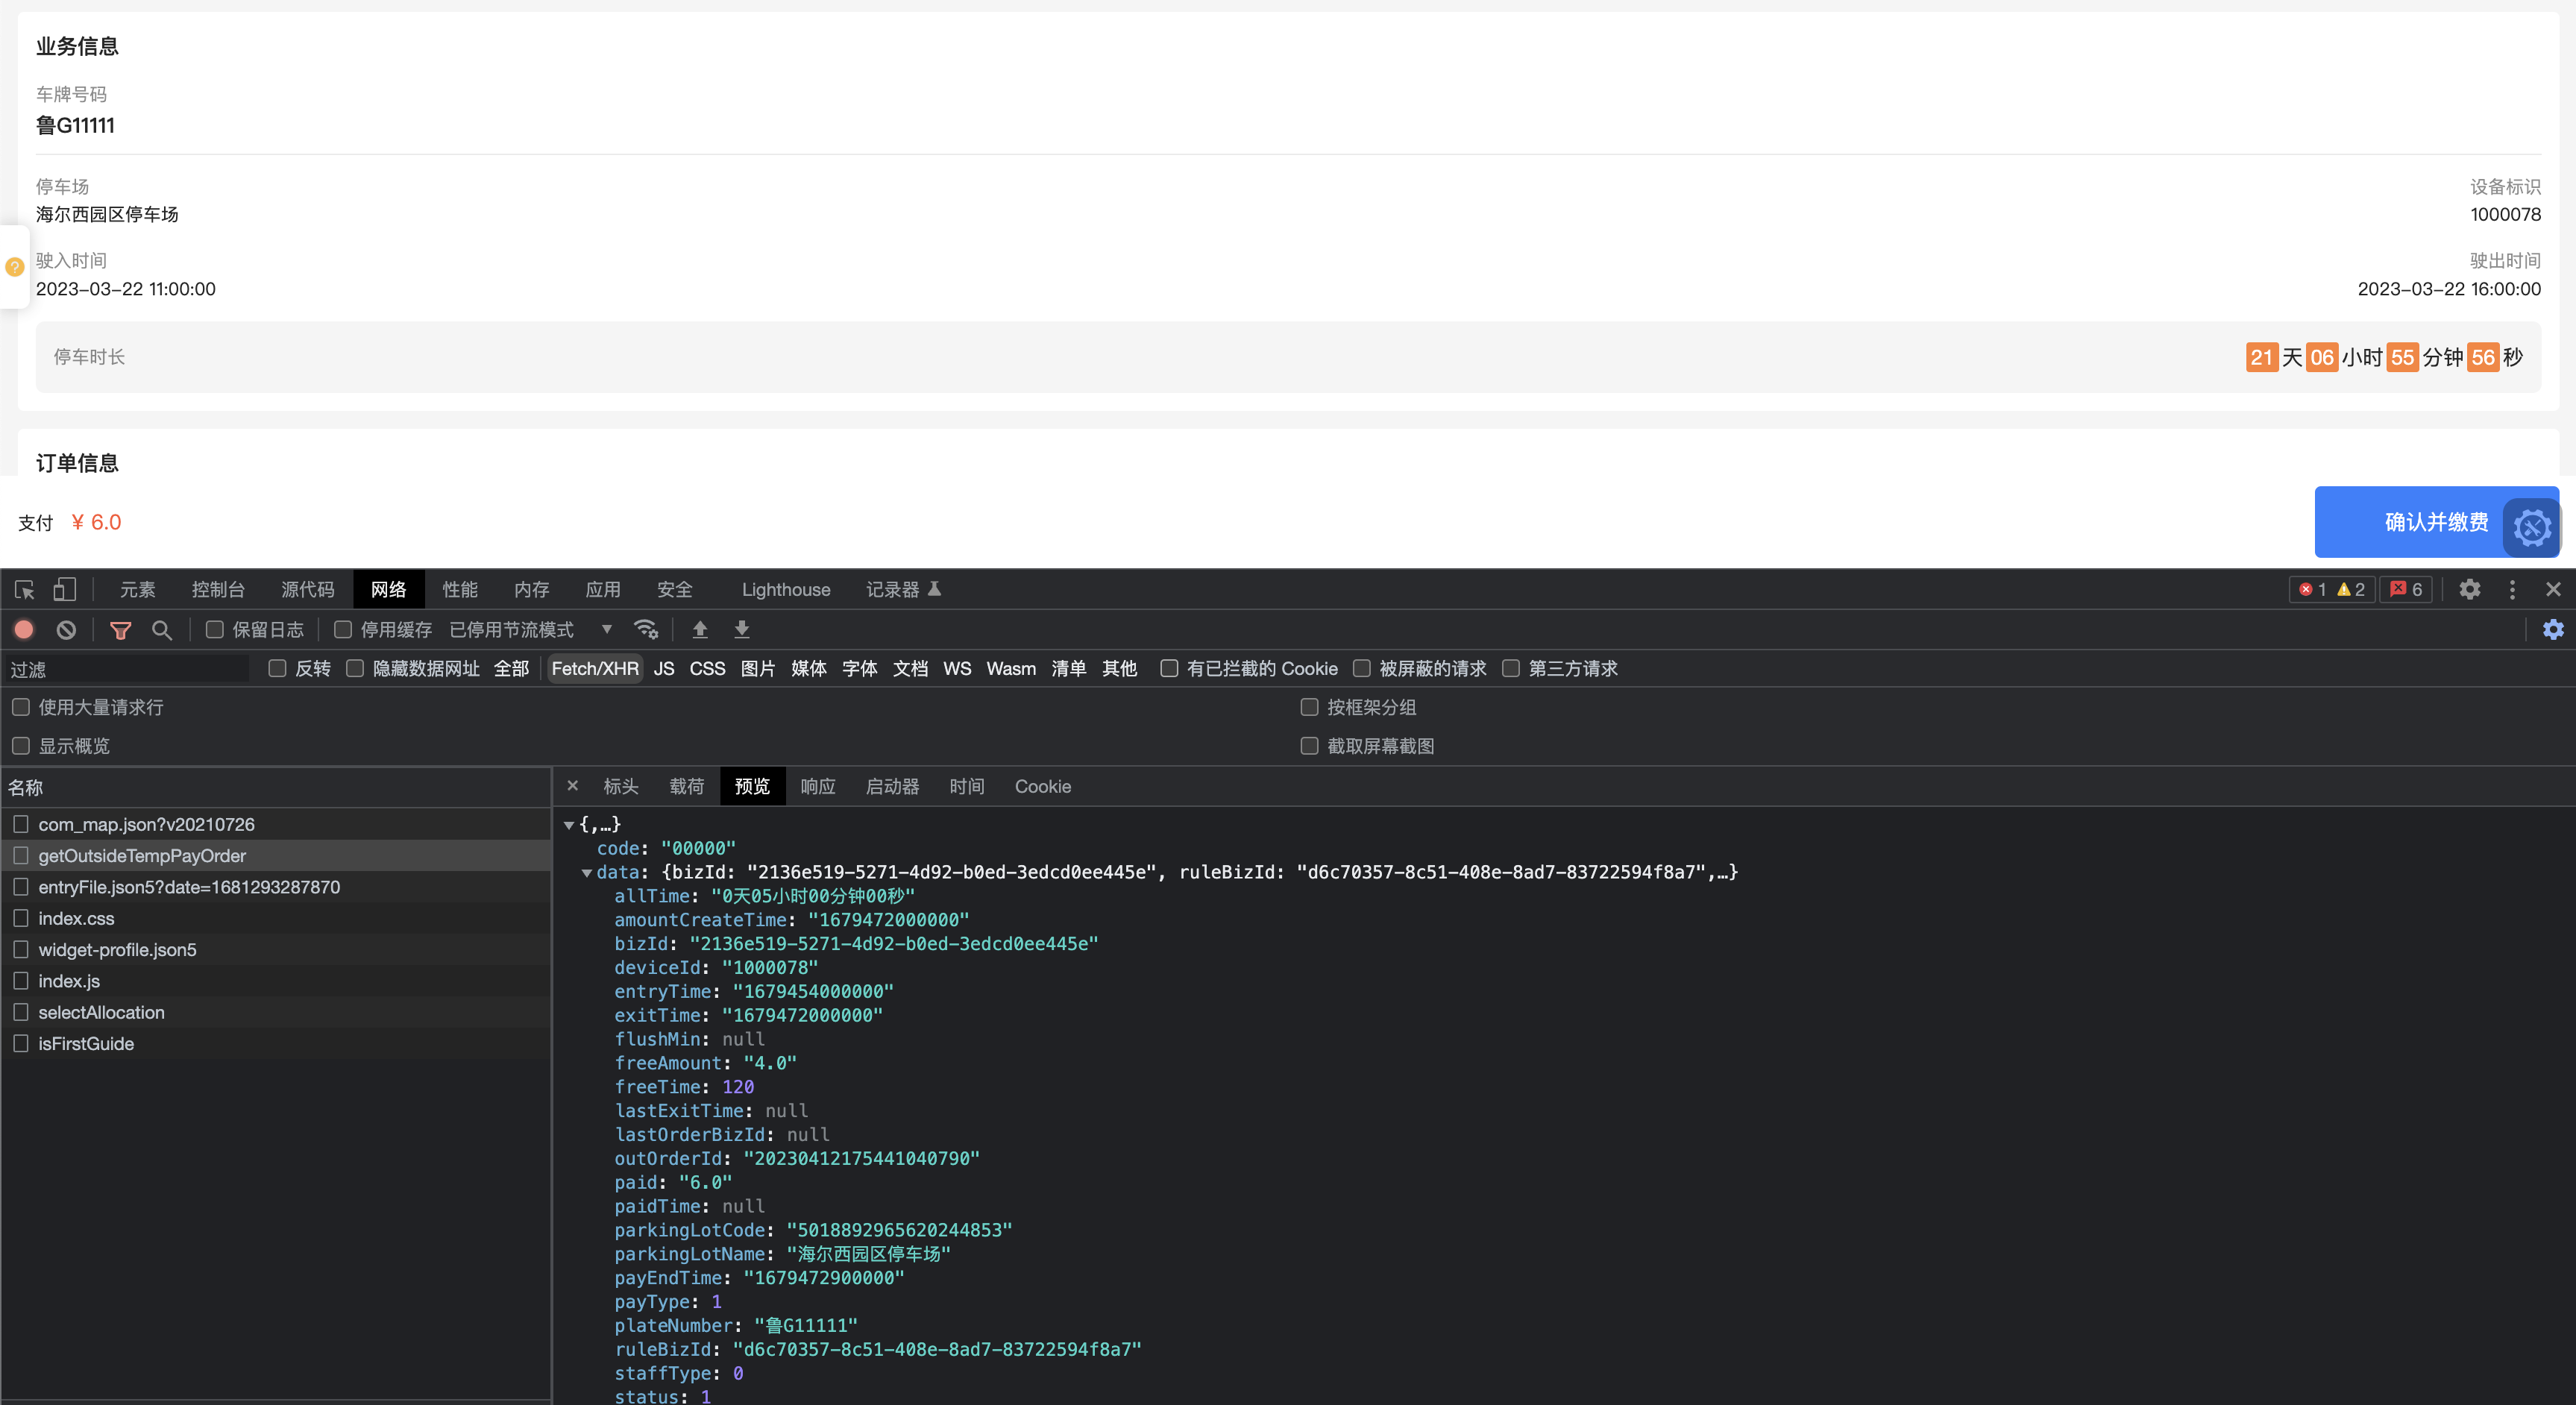 业务信息
车牌号码
鲁G11111
停车场 设备标识
海尔西园区停车场 1000078
驶入时间 驶出时间
2023-03-22 11:00:00 2023-03-22 16:00:00
停车时长 21 天 06 小时 55 分钟 56 秒
订单信息
支付 ¥ 6.0 确认并缴费
元素 控制台 源代码 网络 性能 内存 应用 安全 Lighthouse 记录器 1 2 6
保留日志 停用缓存 已停用节流模式
过滤 反转 隐藏数据网址 全部 Fetch/XHR JS CSS 图片 媒体 字体 文档 WS Wasm 清单 其他 有已拦截的 Cookie 被屏蔽的请求 第三方请求
使用大量请求行 按框架分组
显示概览 截取屏幕截图
名称
com_map.json?v20210726
getOutsideTempPayOrder
entryFile.json5?date=1681293287870
index.css
widget-profile.json5
index.js
selectAllocation
isFirstGuide
× 标头 载荷 预览 响应 启动器 时间 Cookie
{,…}
code: "00000"
data: {bizId: "2136e519-5271-4d92-b0ed-3edcd0ee445e", ruleBizId: "d6c70357-8c51-408e-8ad7-83722594f8a7",…}
allTime: "0天05小时00分钟00秒"
amountCreateTime: "1679472000000"
bizId: "2136e519-5271-4d92-b0ed-3edcd0ee445e"
deviceId: "1000078"
entryTime: "1679454000000"
exitTime: "1679472000000"
flushMin: null
freeAmount: "4.0"
freeTime: 120
lastExitTime: null
lastOrderBizId: null
outOrderId: "20230412175441040790"
paid: "6.0"
paidTime: null
parkingLotCode: "5018892965620244853"
parkingLotName: "海尔西园区停车场"
payEndTime: "1679472900000"
payType: 1
plateNumber: "鲁G11111"
ruleBizId: "d6c70357-8c51-408e-8ad7-83722594f8a7"
staffType: 0
status: 1